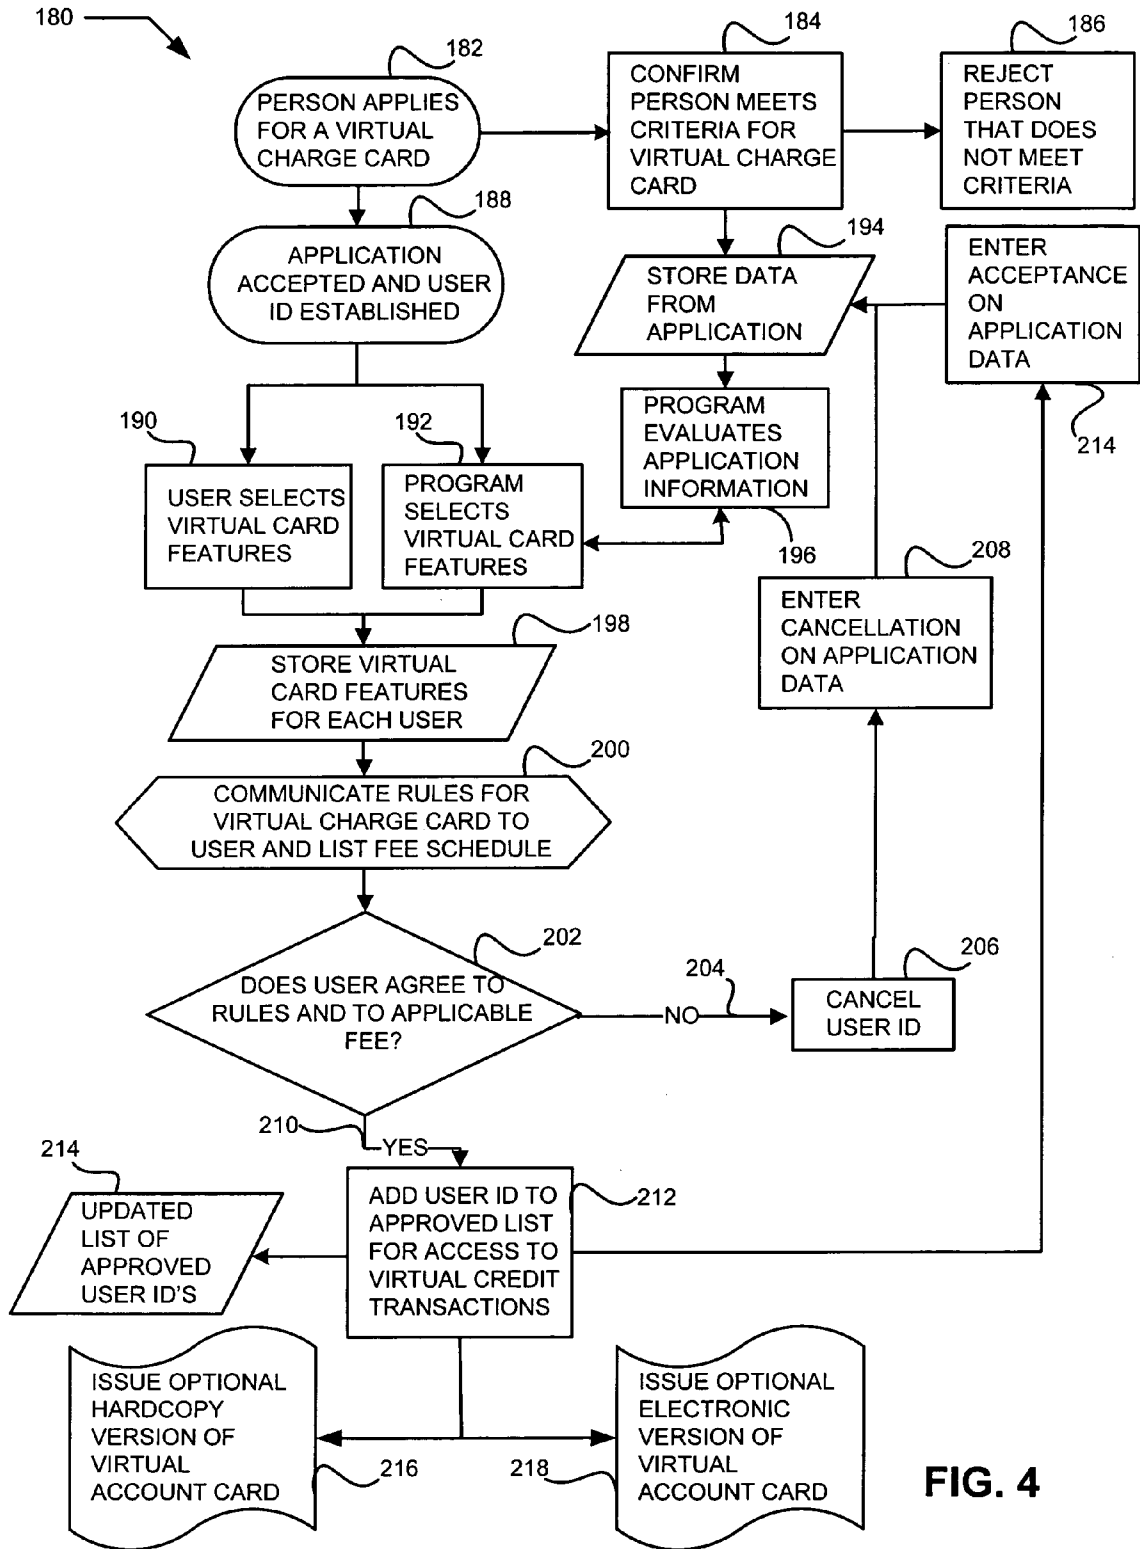 180
182
PERSON APPLIES
FOR A VIRTUAL
CHARGE CARD
184
CONFIRM
PERSON MEETS
CRITERIA FOR
VIRTUAL CHARGE
CARD
186
REJECT
PERSON
THAT DOES
NOT MEET
CRITERIA
188
APPLICATION
ACCEPTED AND USER
ID ESTABLISHED
194
STORE DATA
FROM
APPLICATION
ENTER
ACCEPTANCE
ON
APPLICATION
DATA
214
190
USER SELECTS
VIRTUAL CARD
FEATURES
192
PROGRAM
SELECTS
VIRTUAL CARD
FEATURES
PROGRAM
EVALUATES
APPLICATION
INFORMATION
196
208
ENTER
CANCELLATION
ON APPLICATION
DATA
198
STORE VIRTUAL
CARD FEATURES
FOR EACH USER
200
COMMUNICATE RULES FOR
VIRTUAL CHARGE CARD TO
USER AND LIST FEE SCHEDULE
202
DOES USER AGREE TO
RULES AND TO APPLICABLE
FEE?
204
NO
206
CANCEL
USER ID
210
YES
214
UPDATED
LIST OF
APPROVED
USER ID'S
212
ADD USER ID TO
APPROVED LIST
FOR ACCESS TO
VIRTUAL CREDIT
TRANSACTIONS
ISSUE OPTIONAL
HARDCOPY
VERSION OF
VIRTUAL
ACCOUNT CARD
216
ISSUE OPTIONAL
ELECTRONIC
VERSION OF
VIRTUAL
ACCOUNT CARD
218
FIG. 4